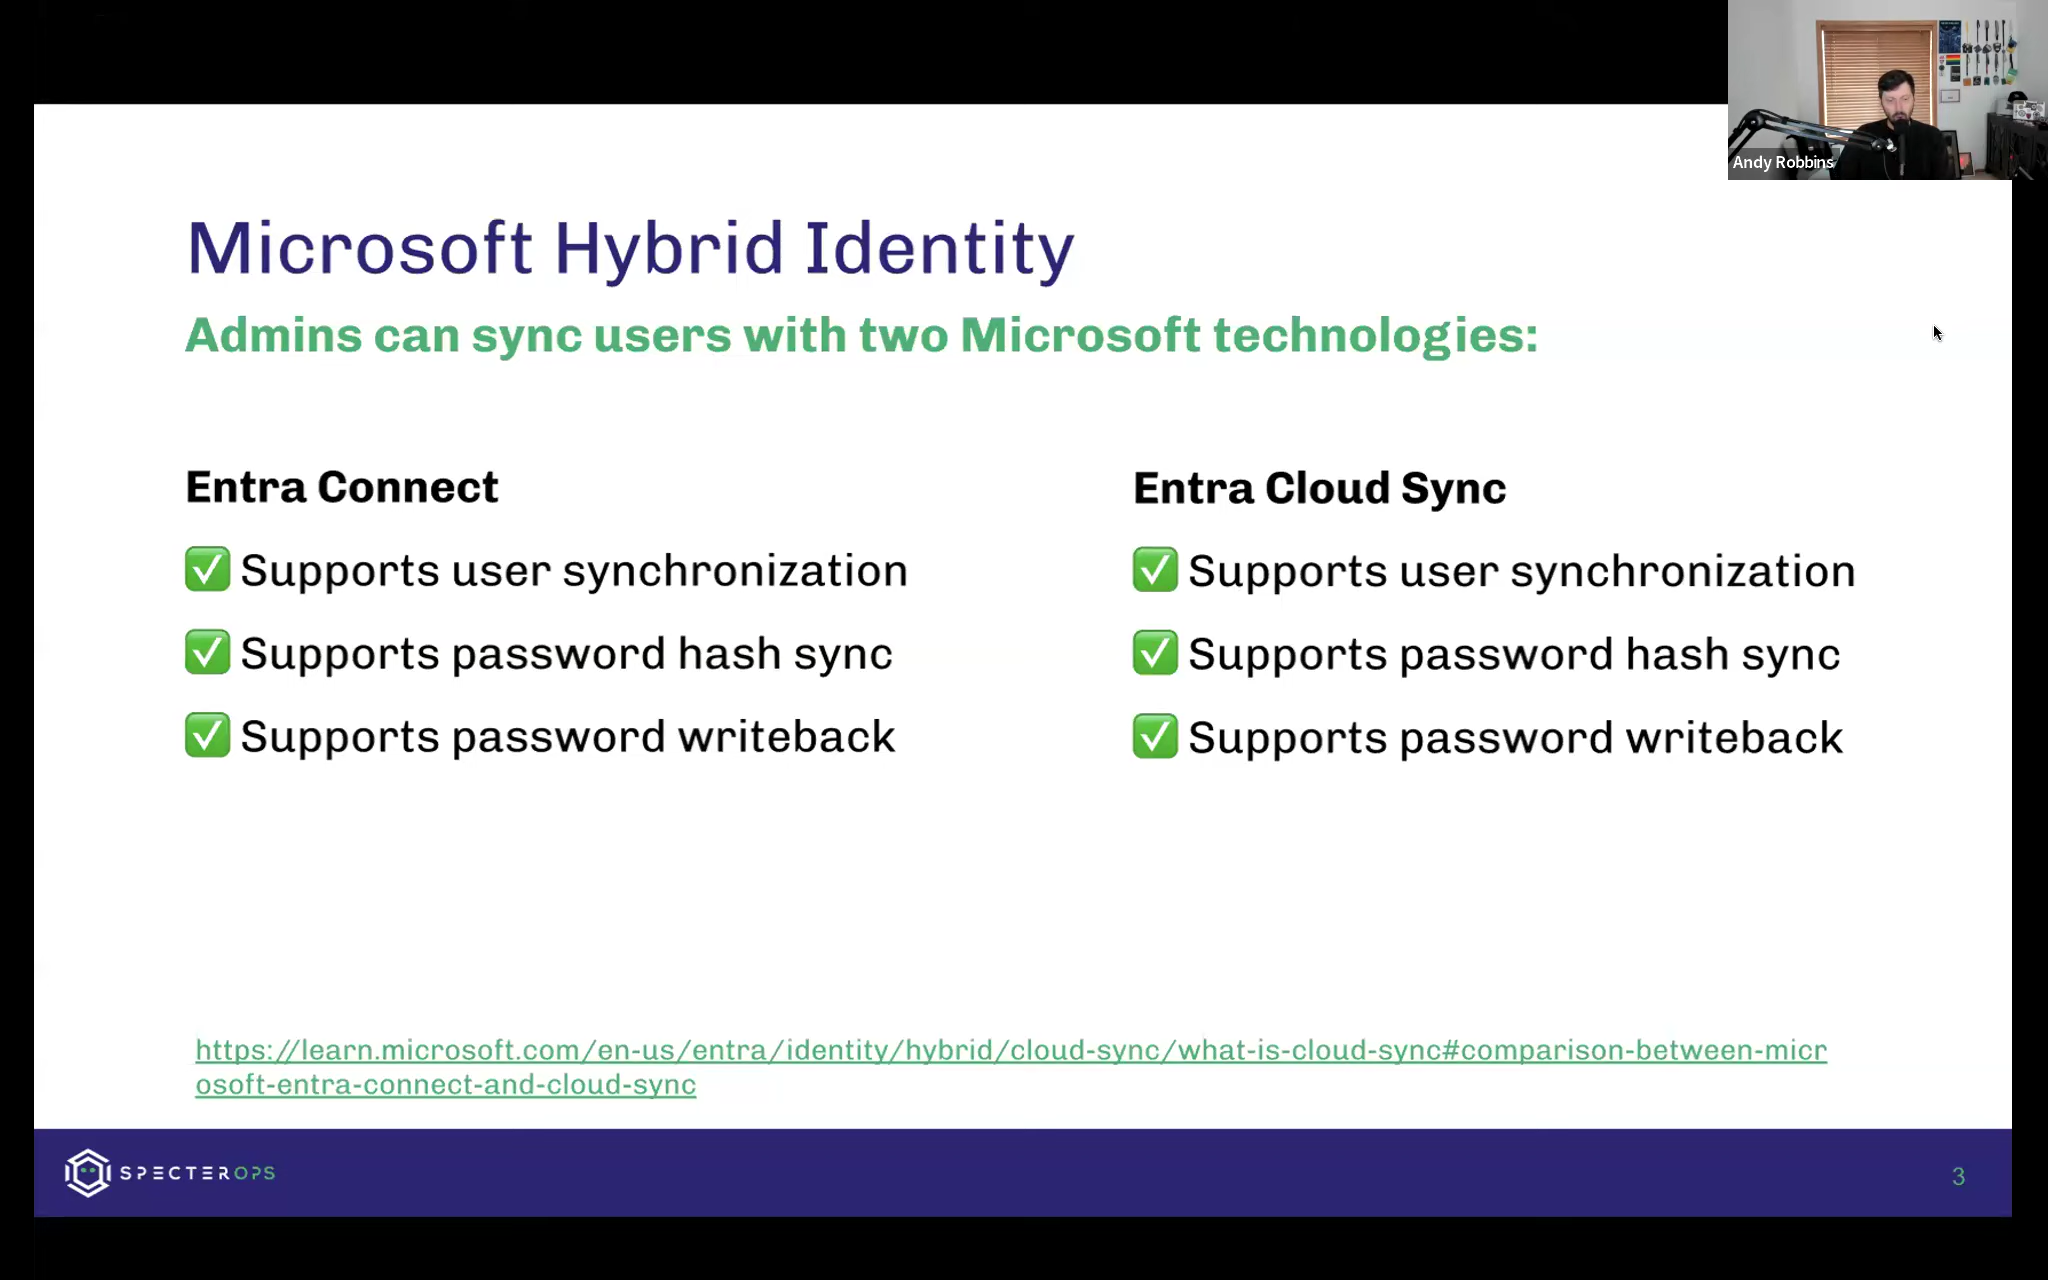 Andy Robbins
Microsoft Hybrid Identity
Admins can sync users with two Microsoft technologies:
Entra Connect
✅ Supports user synchronization
✅ Supports password hash sync
✅ Supports password writeback
Entra Cloud Sync
✅ Supports user synchronization
✅ Supports password hash sync
✅ Supports password writeback
https://learn.microsoft.com/en-us/entra/identity/hybrid/cloud-sync/what-is-cloud-sync#comparison-between-micr
osoft-entra-connect-and-cloud-sync
SPECTEROPS
3